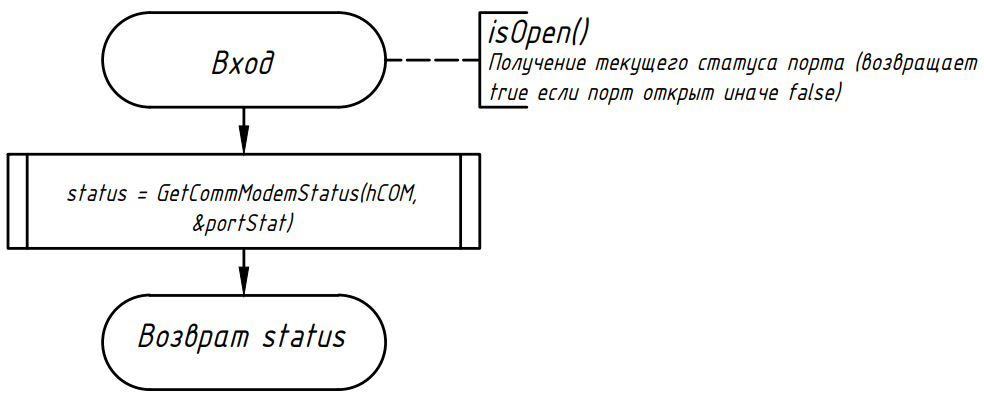 Вход
isOpen()
Получение текущего статуса порта (возвращает
true если порт открыт иначе false)
status = GetCommModemStatus(hCOM,
&portStat)
Возврат status